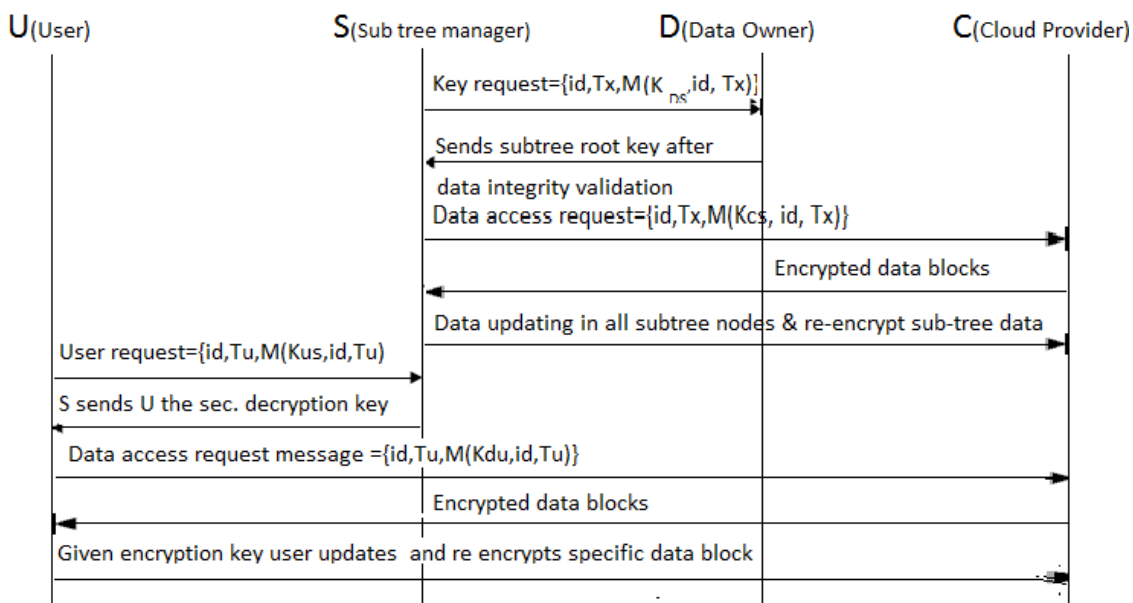 U(User) S(Sub tree manager) D(Data Owner) C(Cloud Provider)
Key request={id,Tx,M(K DS,id, Tx)}
Sends subtree root key after
data integrity validation
Data access request={id,Tx,M(Kcs, id, Tx)}
Encrypted data blocks
Data updating in all subtree nodes & re-encrypt sub-tree data
User request={id,Tu,M(Kus,id,Tu)
S sends U the sec. decryption key
Data access request message ={id,Tu,M(Kdu,id,Tu)}
Encrypted data blocks
Given encryption key user updates and re encrypts specific data block